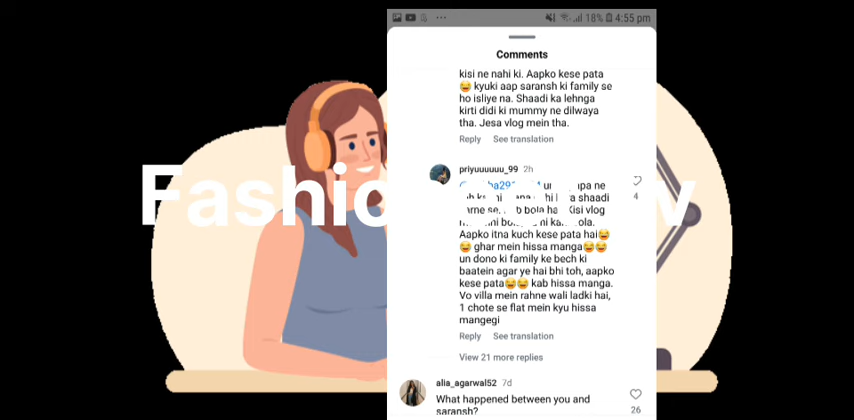 18% 4:55 pm
Comments
kisi ne nahi ki. Aapko kese pata
😂 kyuki aap saransh ki family se
ho isliye na. Shaadi ka lehnga
kirti didi ki mummy ne dilwaya
tha. Jesa vlog mein tha.
Reply See translation
priyuuuuuu_99 2h
ne
shaadi
bola Kisi vlog
4
Aapko itna kuch kese pata hai😂
😂 ghar mein hissa manga😂😂
un dono ki family ke bech ki
baatein agar ye hai bhi toh, aapko
kese pata😂😂 kab hissa manga.
Vo villa mein rahne wali ladki hai,
1 chote se flat mein kyu hissa
mangegi
Reply See translation
View 21 more replies
alia_agarwal52 7d
What happened between you and
saransh?
26